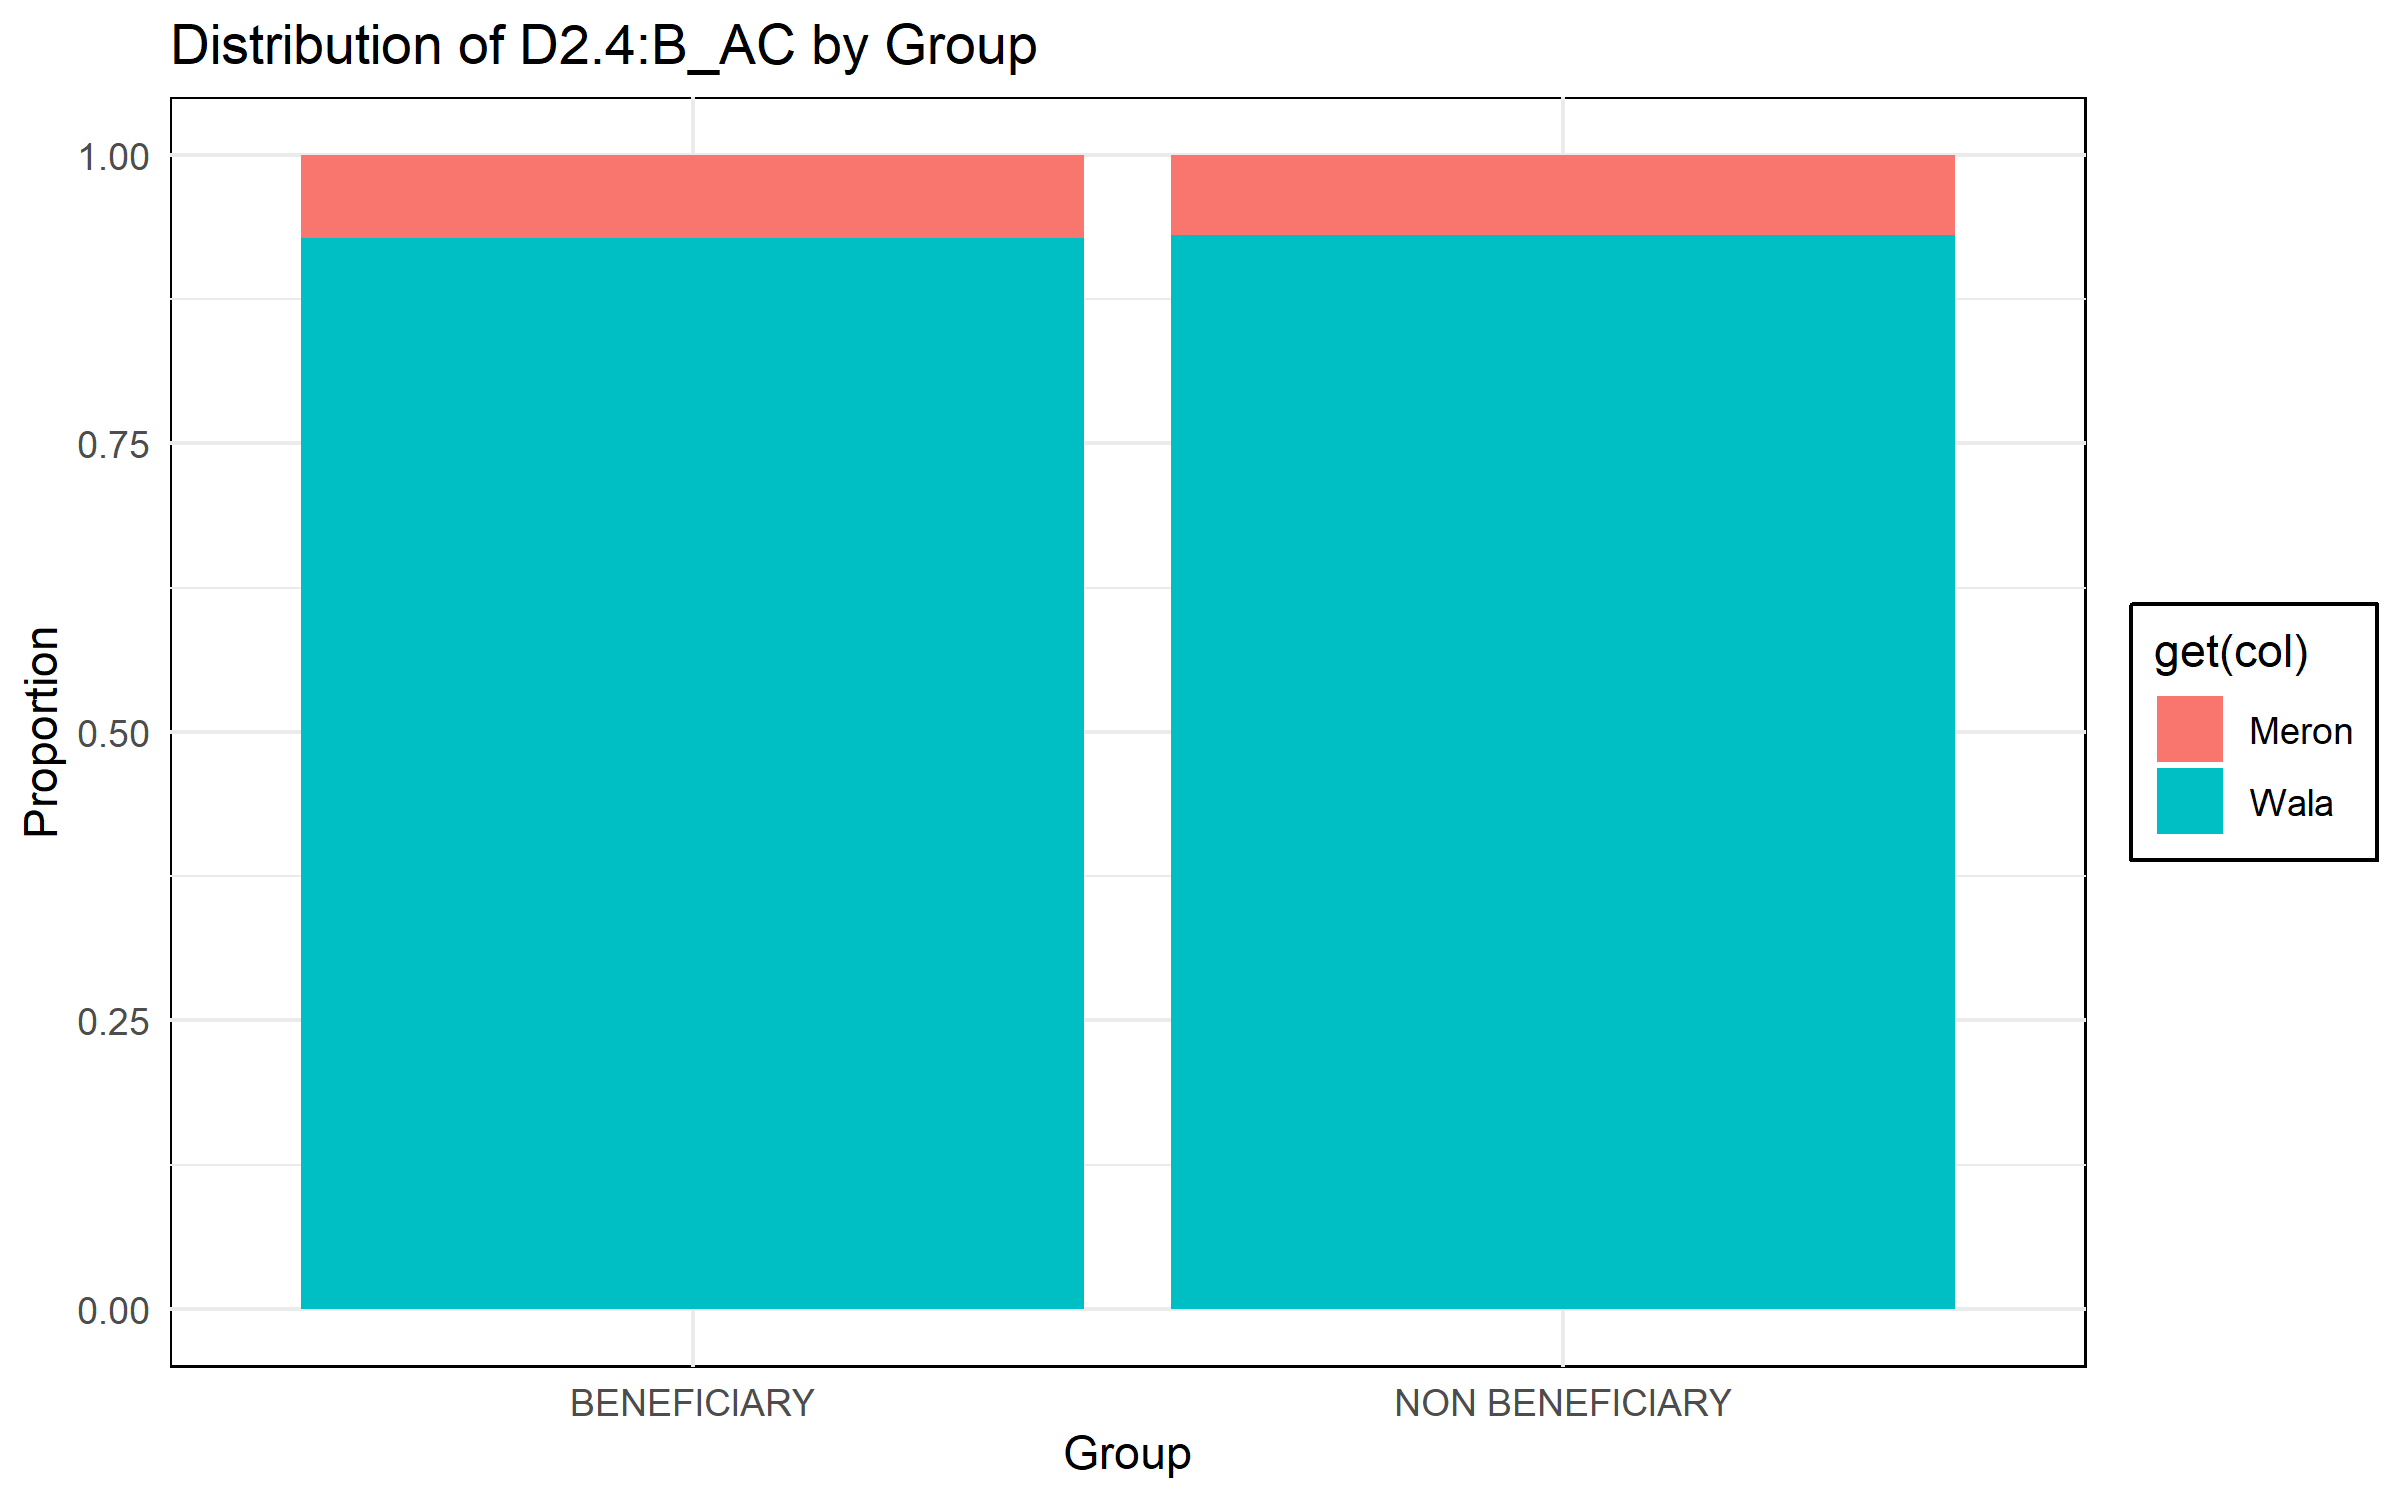 Distribution of D2.4:B_AC by Group
Proportion
1.00
0.75
0.50
0.25
0.00
BENEFICIARY
NON BENEFICIARY
Group
get(col)
Meron
Wala